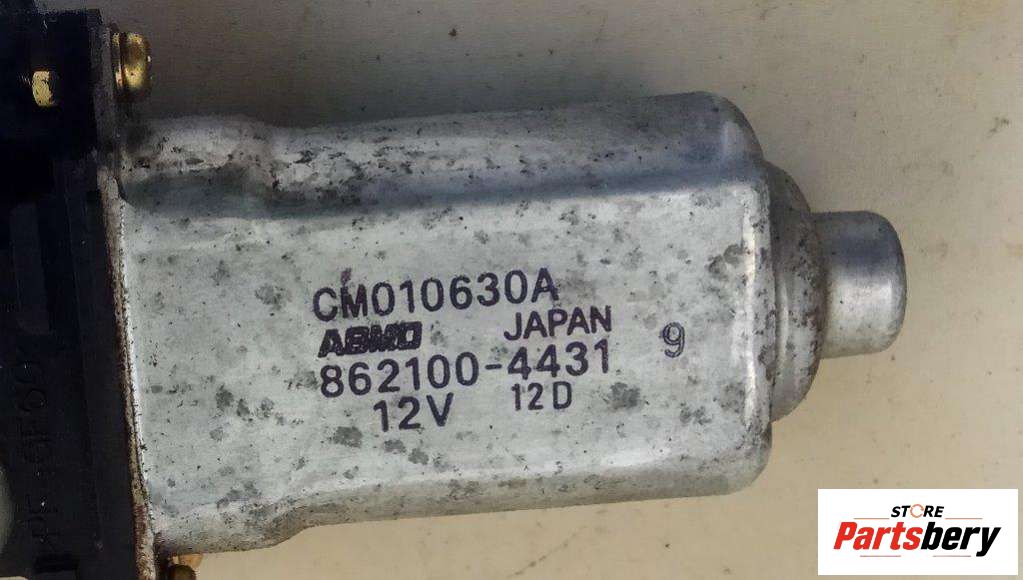 CM010630A
ASMO JAPAN 9
862100-4431
12V 12D
STORE
Partsbery